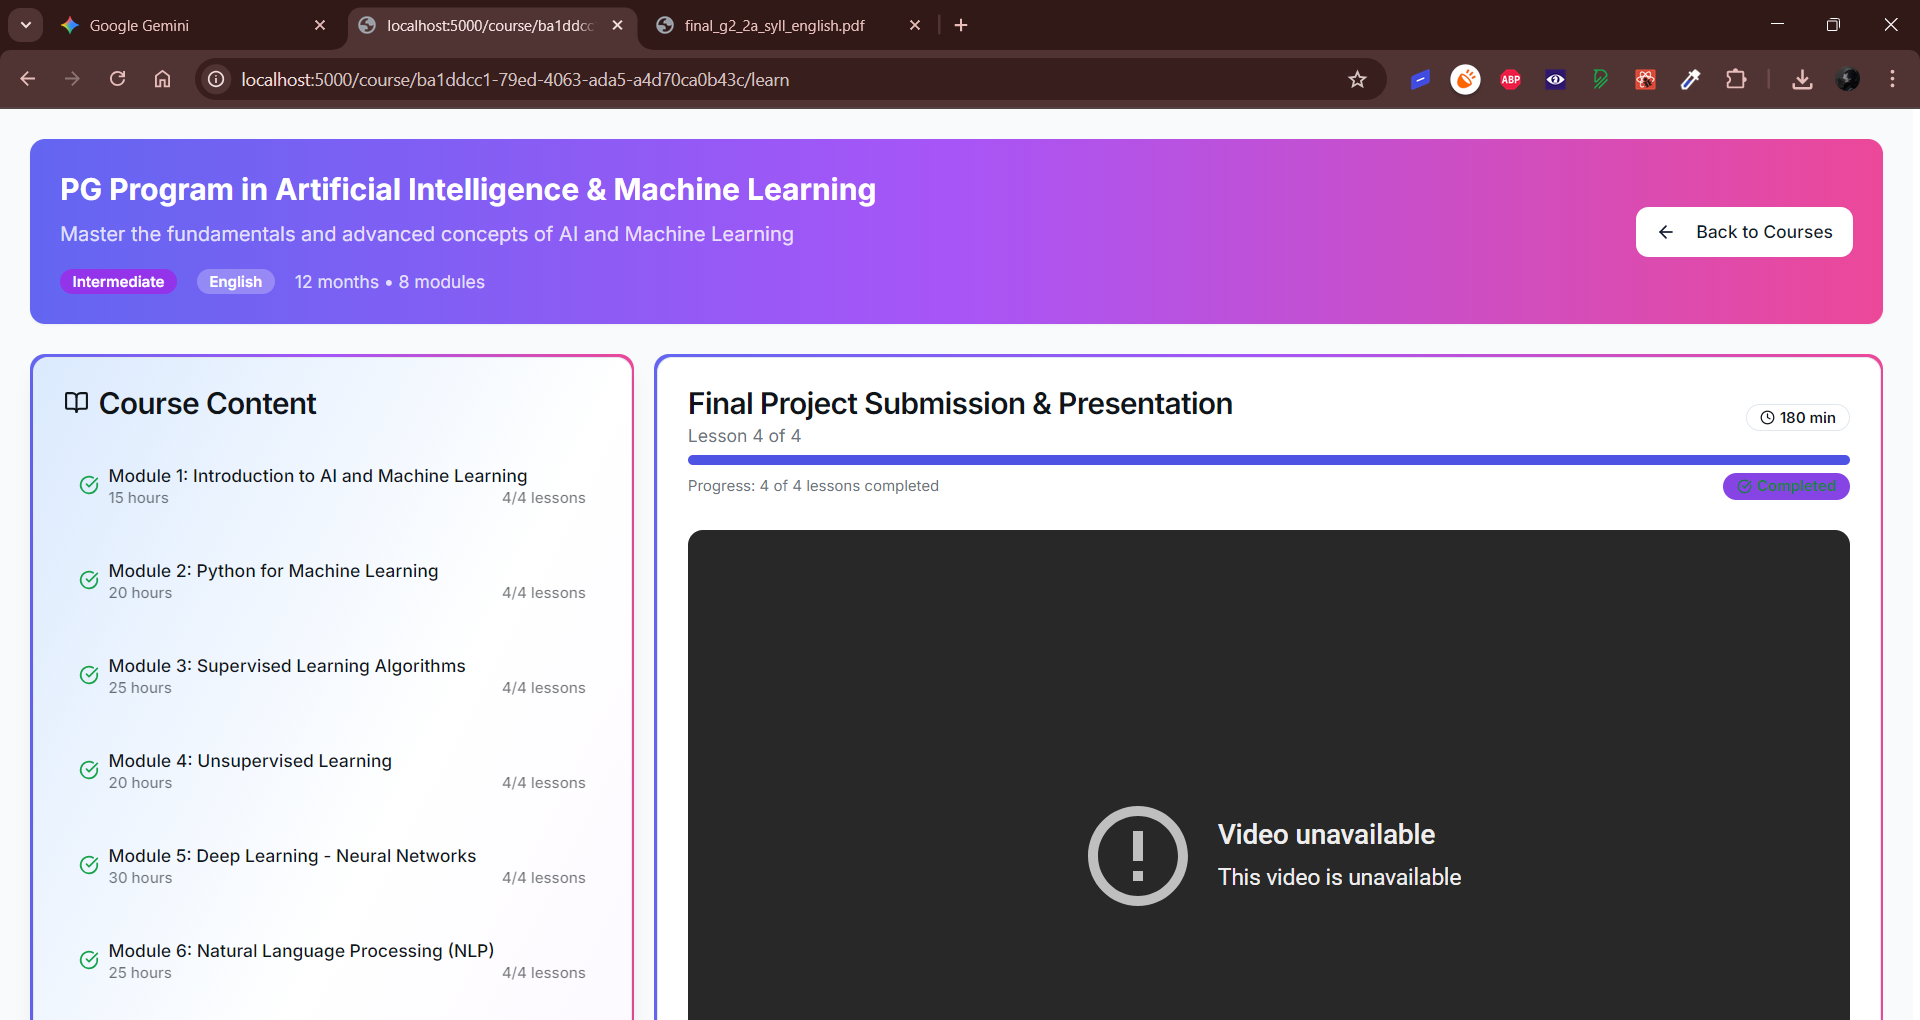 Google Gemini
localhost:5000/course/ba1ddcc
final_g2_2a_syll_english.pdf
localhost:5000/course/ba1ddcc1-79ed-4063-ada5-a4d70ca0b43c/learn
ABP
PG Program in Artificial Intelligence & Machine Learning
Master the fundamentals and advanced concepts of AI and Machine Learning
Intermediate English 12 months • 8 modules
Back to Courses
Course Content
Module 1: Introduction to AI and Machine Learning
15 hours 4/4 lessons
Module 2: Python for Machine Learning
20 hours 4/4 lessons
Module 3: Supervised Learning Algorithms
25 hours 4/4 lessons
Module 4: Unsupervised Learning
20 hours 4/4 lessons
Module 5: Deep Learning - Neural Networks
30 hours 4/4 lessons
Module 6: Natural Language Processing (NLP)
25 hours 4/4 lessons
Final Project Submission & Presentation
Lesson 4 of 4
180 min
Progress: 4 of 4 lessons completed
Completed
Video unavailable
This video is unavailable